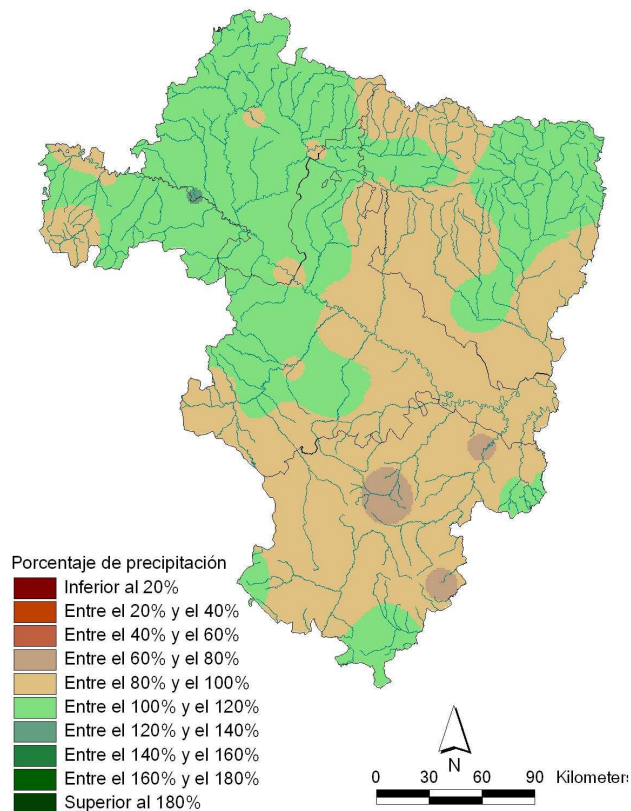 Porcentaje de precipitación
Inferior al 20%
Entre el 20% y el 40%
Entre el 40% y el 60%
Entre el 60% y el 80%
Entre el 80% y el 100%
Entre el 100% y el 120%
Entre el 120% y el 140%
Entre el 140% y el 160%
Entre el 160% y el 180%
Superior al 180%
N
0 30 60 90 Kilometers